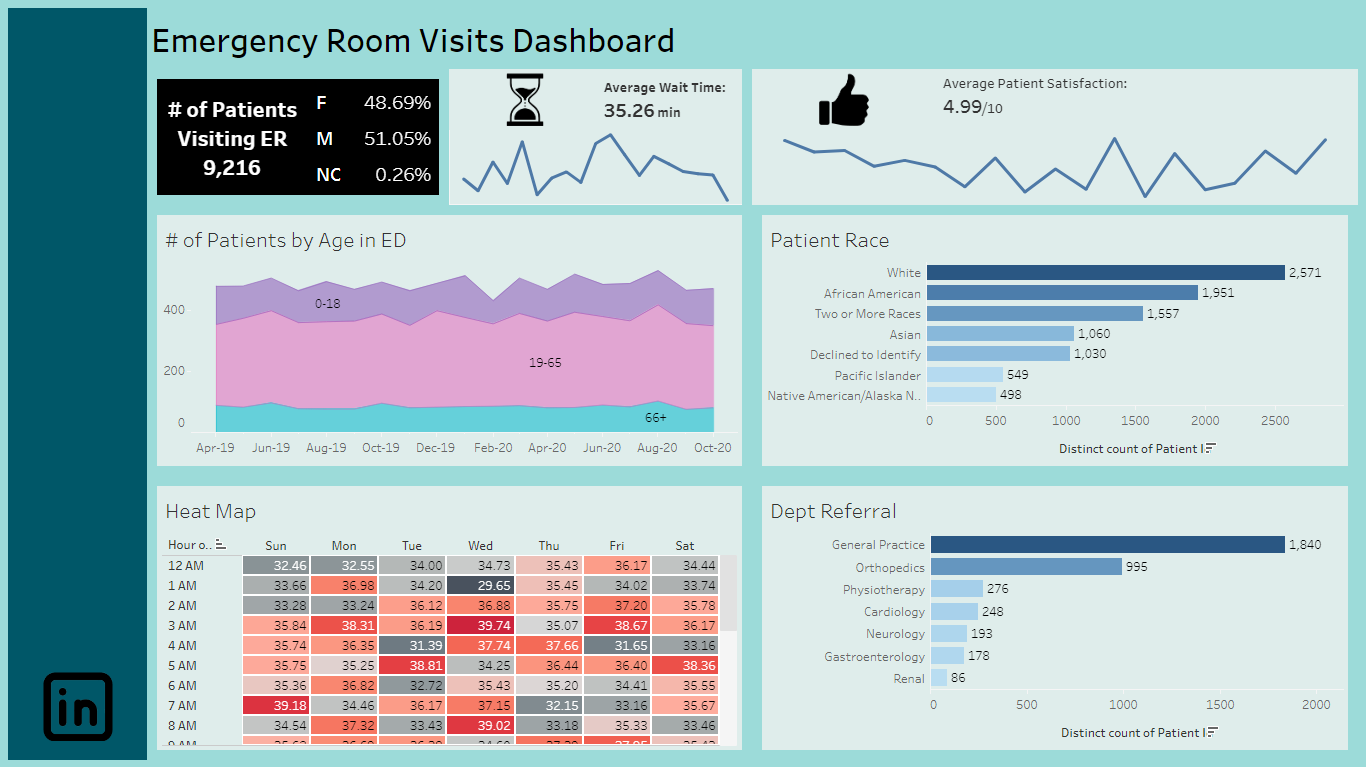 Emergency Room Visits Dashboard
# of Patients
Visiting ER
9,216
F 48.69%
M 51.05%
NC 0.26%
Average Wait Time:
35.26 min
Average Patient Satisfaction:
4.99/10
# of Patients by Age in ED
400
200
0
0-18
19-65
66+
Apr-19 Jun-19 Aug-19 Oct-19 Dec-19 Feb-20 Apr-20 Jun-20 Aug-20 Oct-20
Patient Race
White 2,571
African American 1,951
Two or More Races 1,557
Asian 1,060
Declined to Identify 1,030
Pacific Islander 549
Native American/Alaska N.. 498
0 500 1000 1500 2000 2500
Distinct count of Patient I
Heat Map
Hour o.. Sun Mon Tue Wed Thu Fri Sat
12 AM 32.46 32.55 34.00 34.73 35.43 36.17 34.44
1 AM 33.66 36.98 34.20 29.65 35.45 34.02 33.74
2 AM 33.28 33.24 36.12 36.88 35.75 37.20 35.78
3 AM 35.84 38.31 36.19 39.74 35.07 38.67 36.17
4 AM 35.74 36.35 31.39 37.74 37.66 31.65 33.16
5 AM 35.75 35.25 38.81 34.25 36.44 36.40 38.36
6 AM 35.36 36.82 32.72 35.43 35.20 34.41 35.55
7 AM 39.18 34.46 36.17 37.15 32.15 33.16 35.67
8 AM 34.54 37.32 33.43 39.02 33.18 35.33 33.46
Dept Referral
General Practice 1,840
Orthopedics 995
Physiotherapy 276
Cardiology 248
Neurology 193
Gastroenterology 178
Renal 86
0 500 1000 1500 2000
Distinct count of Patient I
in